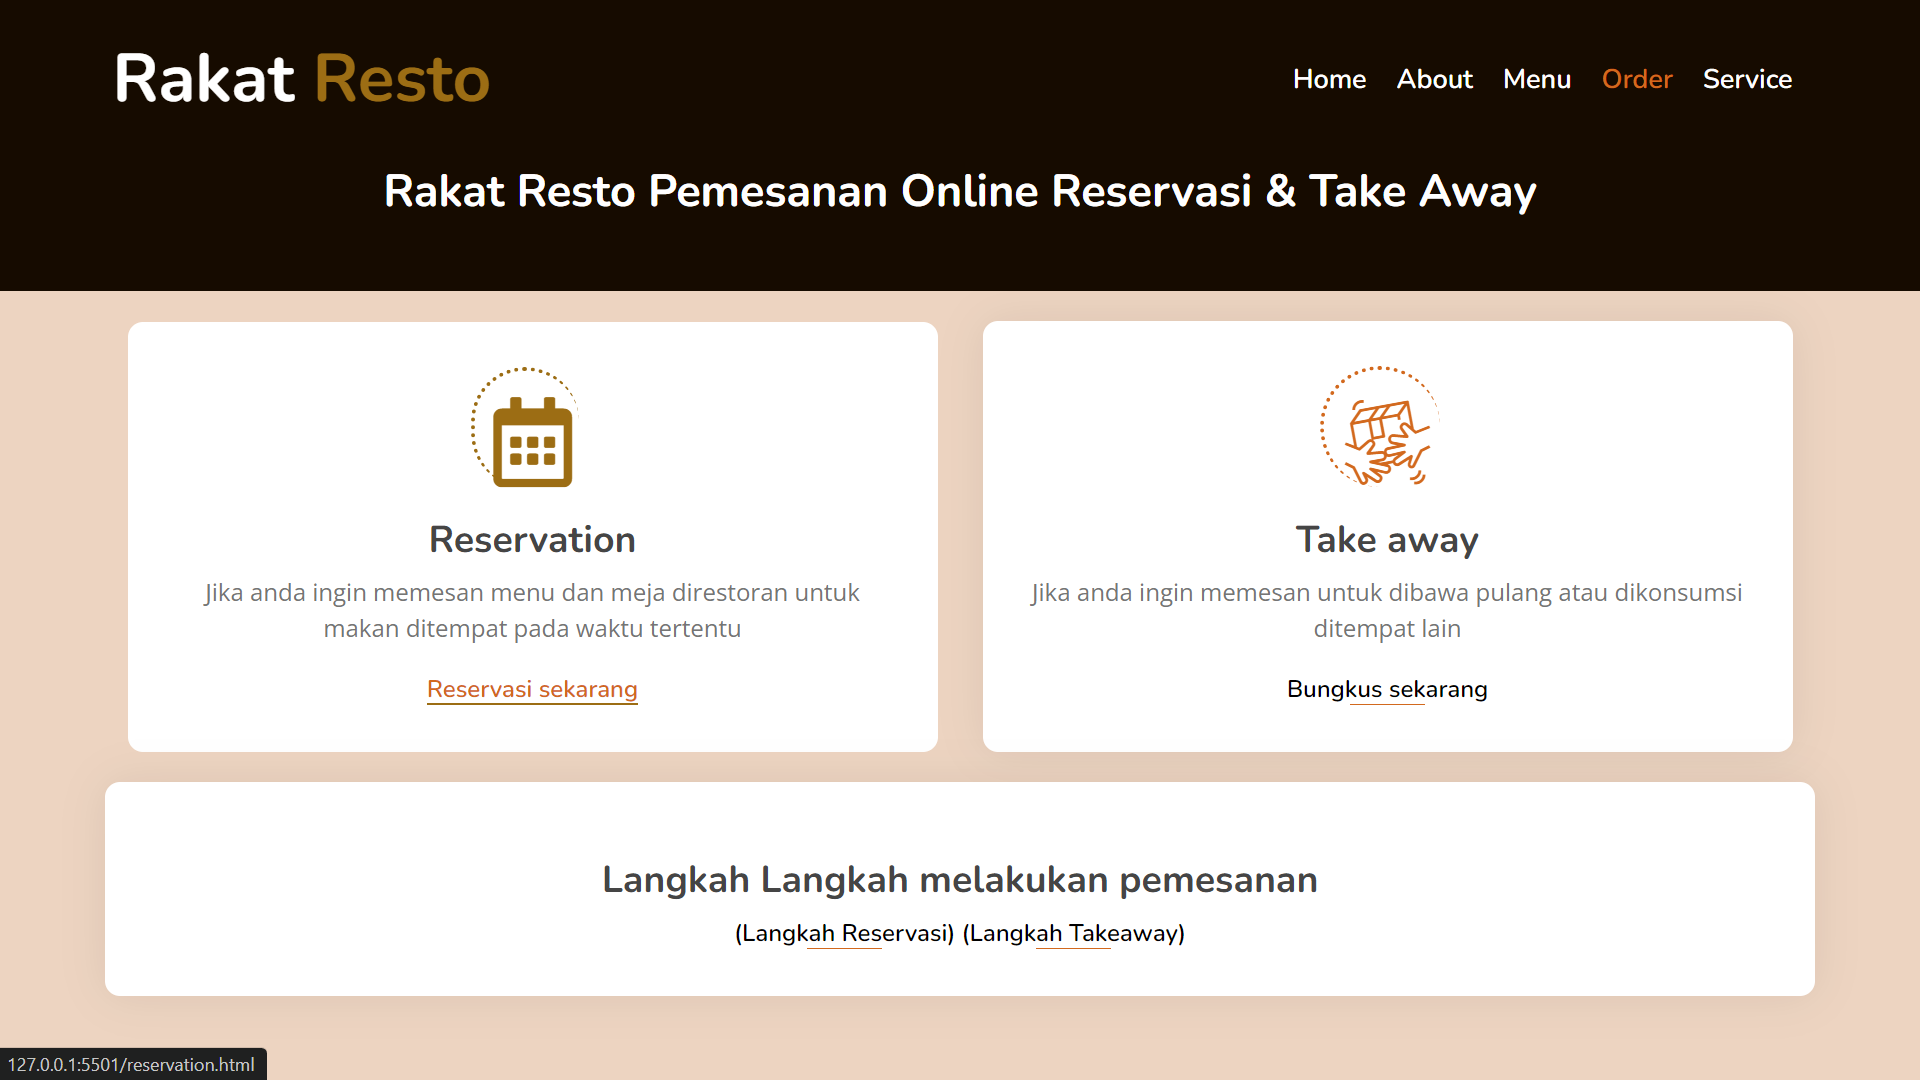 Rakat Resto
Home About Menu Order Service
Rakat Resto Pemesanan Online Reservasi & Take Away
Reservation
Jika anda ingin memesan menu dan meja direstoran untuk
makan ditempat pada waktu tertentu
Reservasi sekarang
Take away
Jika anda ingin memesan untuk dibawa pulang atau dikonsumsi
ditempat lain
Bungkus sekarang
Langkah Langkah melakukan pemesanan
(Langkah Reservasi) (Langkah Takeaway)
127.0.0.1:5501/reservation.html